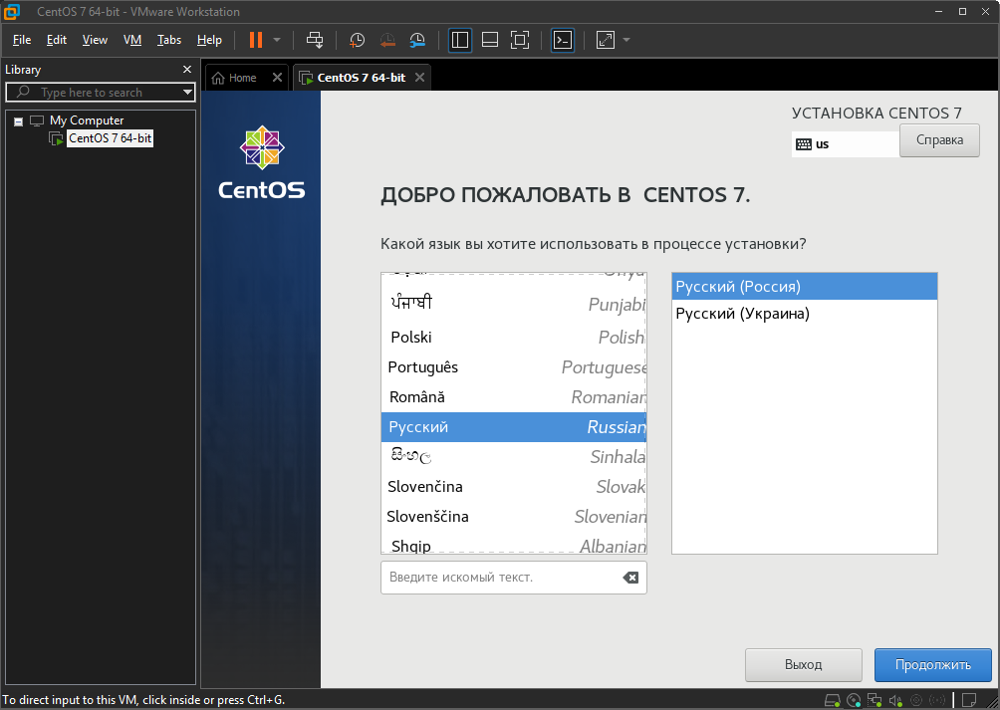 CentOS 7 64-bit - VMware Workstation
File Edit View VM Tabs Help
Library
Type here to search
My Computer
CentOS 7 64-bit
Home
CentOS 7 64-bit
CentOS
УСТАНОВКА CENTOS 7
us
Справка
ДОБРО ПОЖАЛОВАТЬ В CENTOS 7.
Какой язык вы хотите использовать в процессе установки?
ਪੰਜਾਬੀ Punjabi
Polski Polish
Português Portuguese
Română Romanian
Русский Russian
සිංහල Sinhala
Slovenčina Slovak
Slovenščina Slovenian
Shqip Albanian
Введите искомый текст.
Русский (Россия)
Русский (Украина)
Выход
Продолжить
To direct input to this VM, click inside or press Ctrl+G.